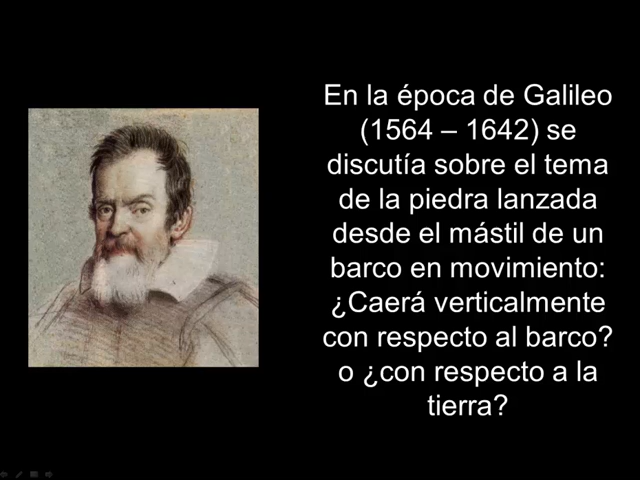 En la época de Galileo
(1564 – 1642) se
discutía sobre el tema
de la piedra lanzada
desde el mástil de un
barco en movimiento:
¿Caerá verticalmente
con respecto al barco?
o ¿con respecto a la
tierra?